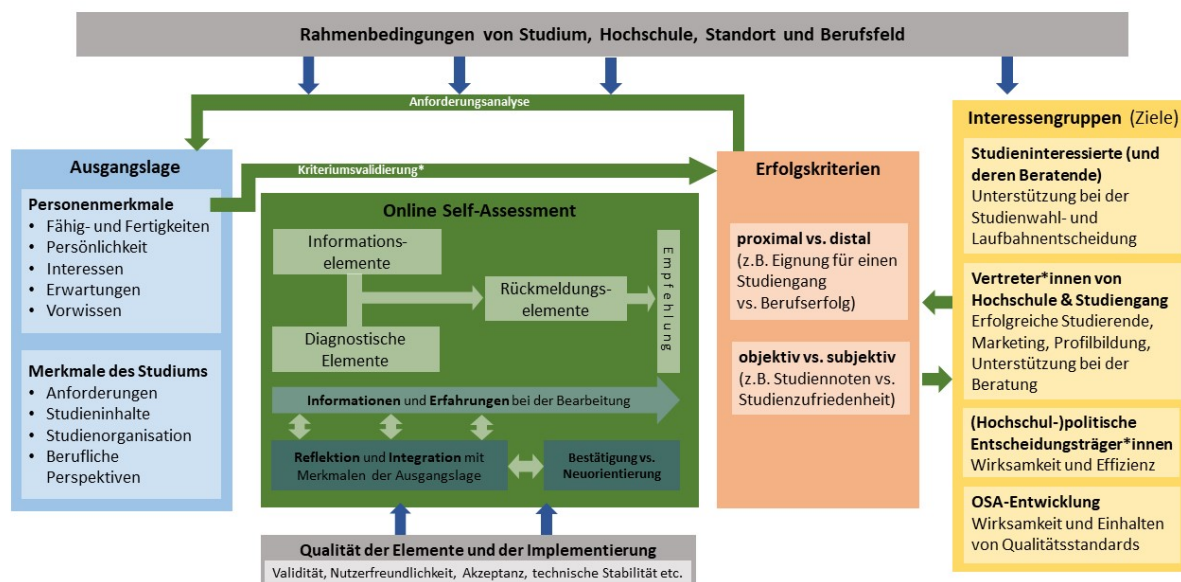 Rahmenbedingungen von Studium, Hochschule, Standort und Berufsfeld
Anforderungsanalyse
Kriteriumsvalidierung*
Ausgangslage
Personenmerkmale
• Fähig- und Fertigkeiten
• Persönlichkeit
• Interessen
• Erwartungen
• Vorwissen
Merkmale des Studiums
• Anforderungen
• Studieninhalte
• Studienorganisation
• Berufliche
Perspektiven
Online Self-Assessment
Informations-
elemente
Diagnostische
Elemente
Rückmeldungs-
elemente
Empfehlung
Informationen und Erfahrungen bei der Bearbeitung
Reflektion und Integration mit
Merkmalen der Ausgangslage
Bestätigung vs.
Neuorientierung
Qualität der Elemente und der Implementierung
Validität, Nutzerfreundlichkeit, Akzeptanz, technische Stabilität etc.
Erfolgskriterien
proximal vs. distal
(z.B. Eignung für einen
Studiengang
vs. Berufserfolg)
objektiv vs. subjektiv
(z.B. Studiennoten vs.
Studienzufriedenheit)
Interessengruppen (Ziele)
Studieninteressierte (und
deren Beratende)
Unterstützung bei der
Studienwahl- und
Laufbahnentscheidung
Vertreter*innen von
Hochschule & Studiengang
Erfolgreiche Studierende,
Marketing, Profilbildung,
Unterstützung bei der
Beratung
(Hochschul-)politische
Entscheidungsträger*innen
Wirksamkeit und Effizienz
OSA-Entwicklung
Wirksamkeit und Einhalten
von Qualitätsstandards